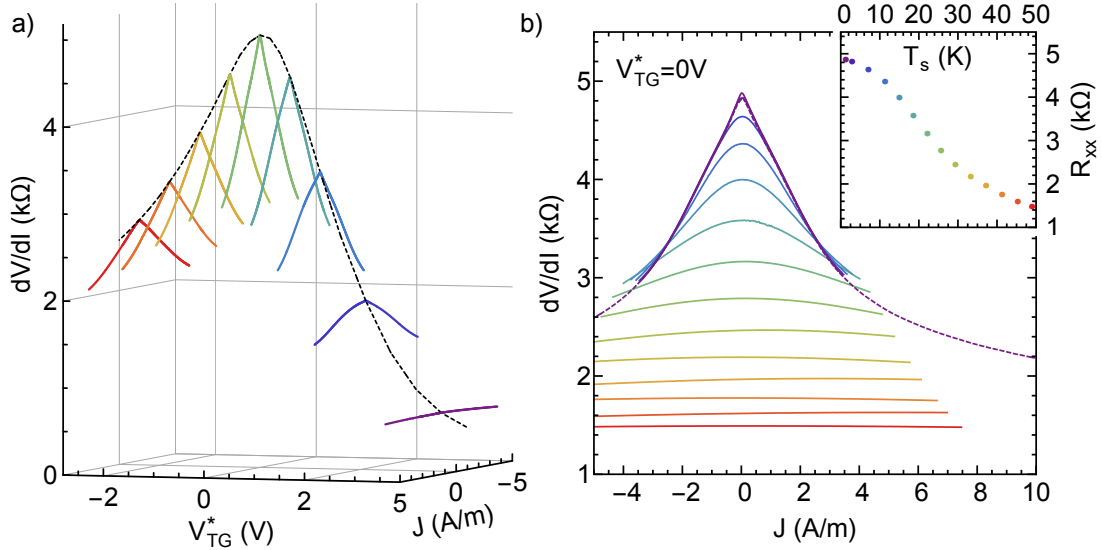 a)
dV/dI (kΩ)
4
2
0
−2 0 2 5
V*TG (V)
0 −5
J (A/m)
b)
V*TG=0V
dV/dI (kΩ)
5
4
3
2
1
−4 −2 0 2 4 6 8 10
J (A/m)
0 10 20 30 40 50
Ts (K)
5
4
3
2
1
Rxx (kΩ)